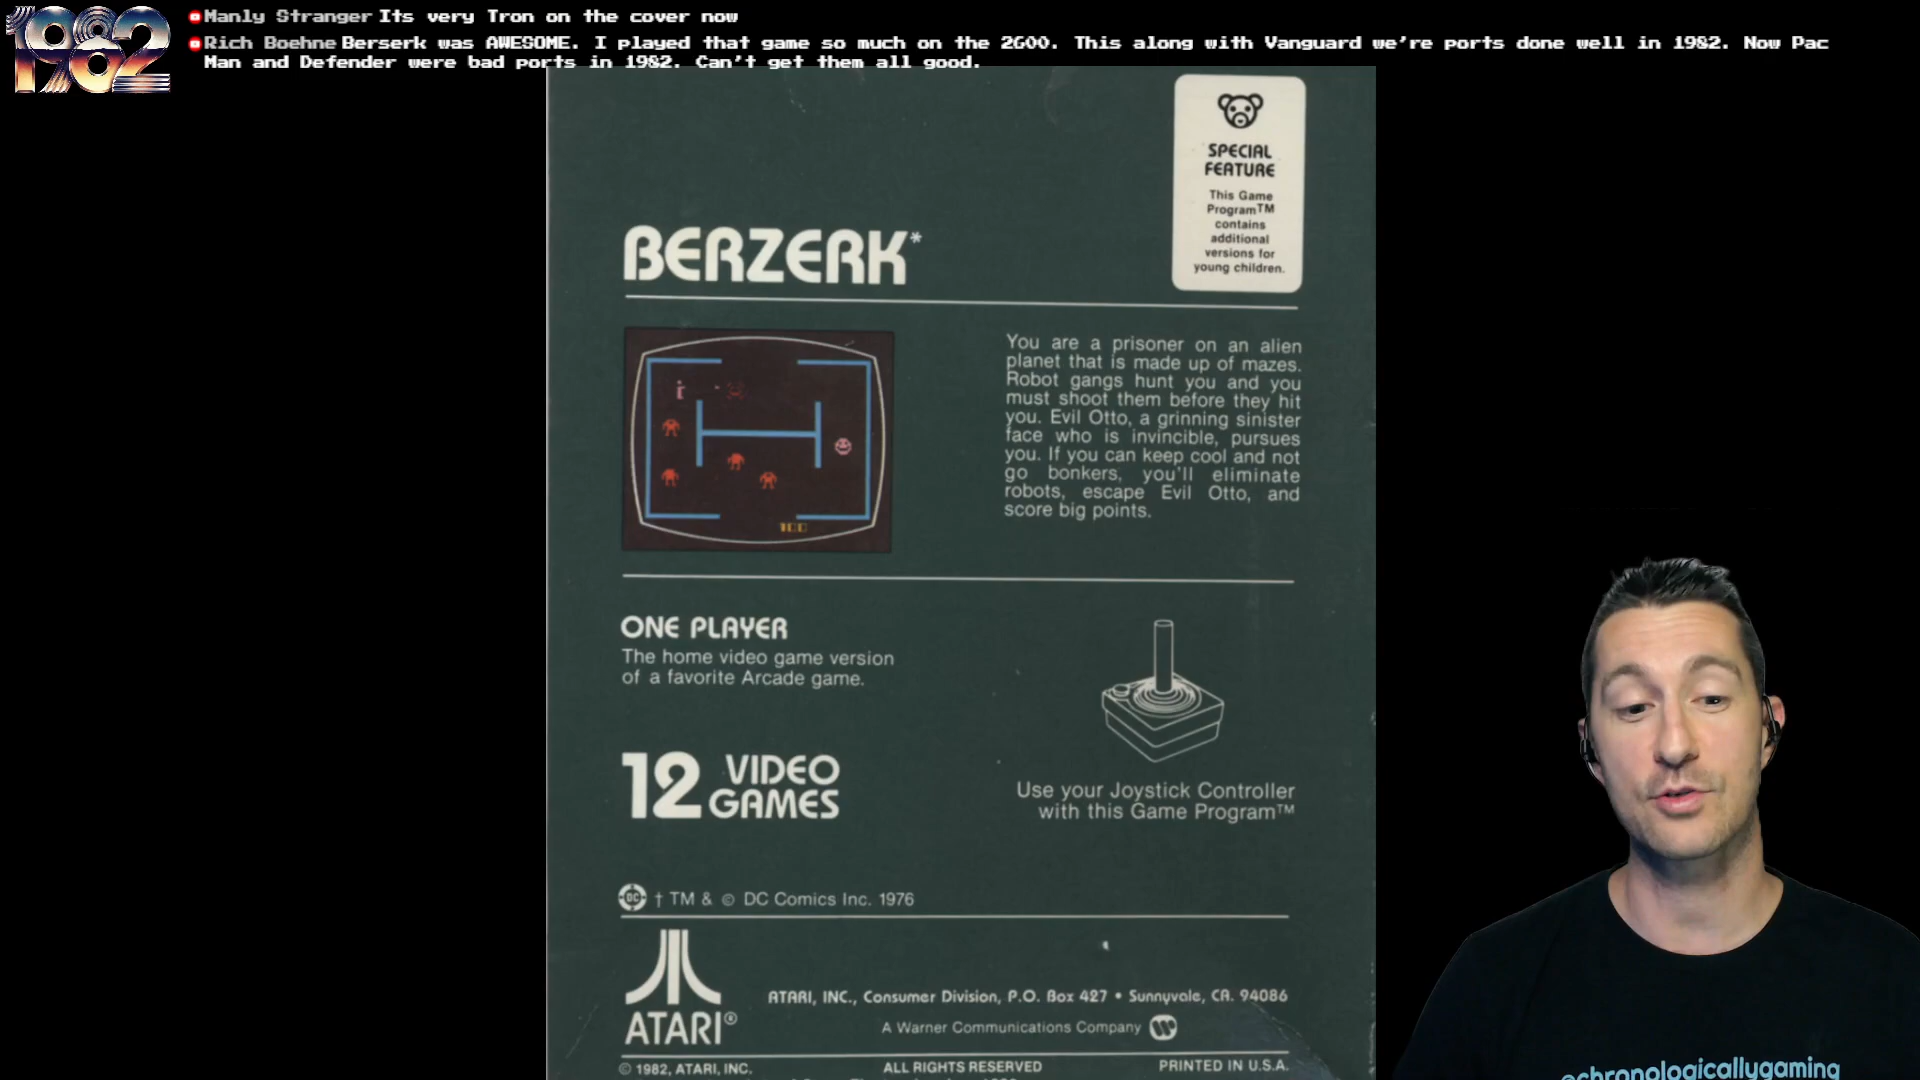 1982
Manly Stranger Its very Tron on the cover now
Rich Boehne Berserk was AWESOME. I played that game so much on the 2600. This along with Vanguard we're ports done well in 1982. Now Pac
Man and Defender were bad ports in 1982. Can't get them all good.
SPECIAL
FEATURE
This Game
Program™
contains
additional
versions for
young children.
BERZERK*
You are a prisoner on an alien
planet that is made up of mazes.
Robot gangs hunt you and you
must shoot them before they hit
you. Evil Otto, a grinning sinister
face who is invincible, pursues
you. If you can keep cool and not
go bonkers, you'll eliminate
robots, escape Evil Otto, and
score big points.
ONE PLAYER
The home video game version
of a favorite Arcade game.
12 VIDEO
GAMES
Use your Joystick Controller
with this Game Program™
DC † TM & © DC Comics Inc. 1976
ATARI®
ATARI, INC., Consumer Division, P.O. Box 427 • Sunnyvale, CA. 94086
A Warner Communications Company
© 1982, ATARI, INC. ALL RIGHTS RESERVED PRINTED IN U.S.A.
@chronologicallygaming